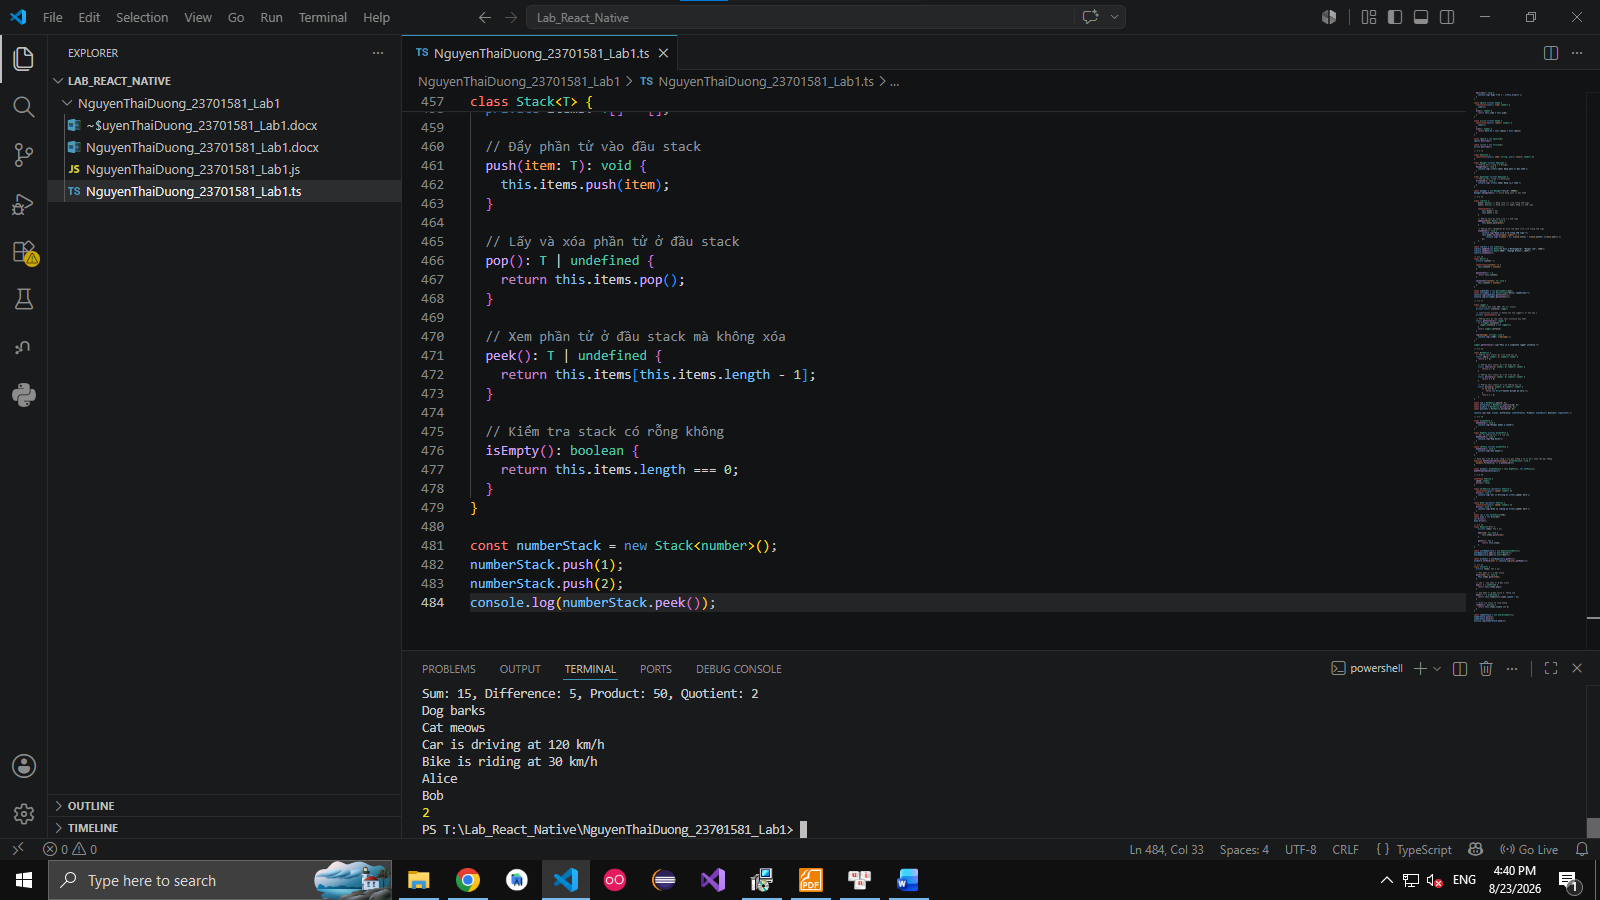 File Edit Selection View Go Run Terminal Help
Lab_React_Native
EXPLORER
LAB_REACT_NATIVE
NguyenThaiDuong_23701581_Lab1
~$uyenThaiDuong_23701581_Lab1.docx
NguyenThaiDuong_23701581_Lab1.docx
JS NguyenThaiDuong_23701581_Lab1.js
TS NguyenThaiDuong_23701581_Lab1.ts
OUTLINE
TIMELINE
TS NguyenThaiDuong_23701581_Lab1.ts
NguyenThaiDuong_23701581_Lab1 > TS NguyenThaiDuong_23701581_Lab1.ts > ...
457 class Stack<T> {
459
460 // Đẩy phần tử vào đầu stack
461 push(item: T): void {
462 this.items.push(item);
463 }
464
465 // Lấy và xóa phần tử ở đầu stack
466 pop(): T | undefined {
467 return this.items.pop();
468 }
469
470 // Xem phần tử ở đầu stack mà không xóa
471 peek(): T | undefined {
472 return this.items[this.items.length - 1];
473 }
474
475 // Kiểm tra stack có rỗng không
476 isEmpty(): boolean {
477 return this.items.length === 0;
478 }
479 }
480
481 const numberStack = new Stack<number>();
482 numberStack.push(1);
483 numberStack.push(2);
484 console.log(numberStack.peek());
PROBLEMS OUTPUT TERMINAL PORTS DEBUG CONSOLE
powershell
Sum: 15, Difference: 5, Product: 50, Quotient: 2
Dog barks
Cat meows
Car is driving at 120 km/h
Bike is riding at 30 km/h
Alice
Bob
2
PS T:\Lab_React_Native\NguyenThaiDuong_23701581_Lab1>
0 0
Ln 484, Col 33 Spaces: 4 UTF-8 CRLF { } TypeScript Go Live
Type here to search
ENG
4:40 PM
8/23/2026
1